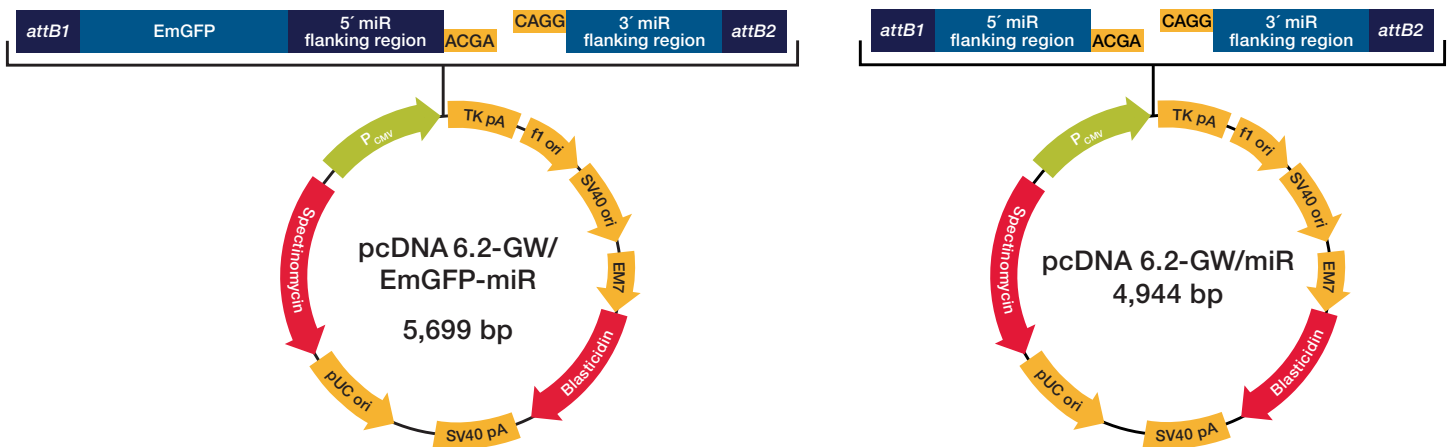 attB1
EmGFP
5´ miR
flanking region
ACGA
CAGG
3´ miR
flanking region
attB2
PCMV
TK pA
f1 ori
SV40 ori
EM7
Blasticidin
SV40 pA
pUC ori
Spectinomycin
pcDNA 6.2-GW/
EmGFP-miR
5,699 bp
attB1
5´ miR
flanking region
ACGA
CAGG
3´ miR
flanking region
attB2
PCMV
TK pA
f1 ori
SV40 ori
EM7
Blasticidin
SV40 pA
pUC ori
Spectinomycin
pcDNA 6.2-GW/miR
4,944 bp